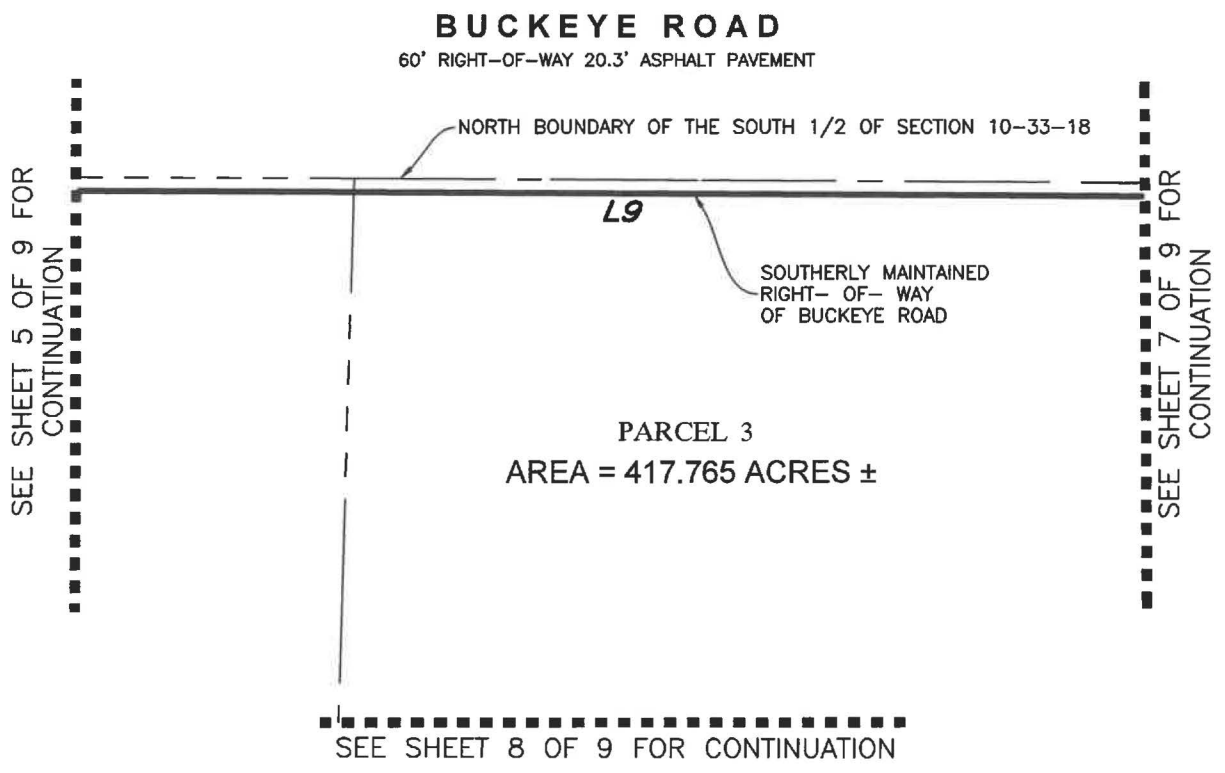 BUCKEYE ROAD
60' RIGHT-OF-WAY 20.3' ASPHALT PAVEMENT
NORTH BOUNDARY OF THE SOUTH 1/2 OF SECTION 10-33-18
SEE SHEET 5 OF 9 FOR
CONTINUATION
L9
SOUTHERLY MAINTAINED
RIGHT- OF- WAY
OF BUCKEYE ROAD
SEE SHEET 7 OF 9 FOR
CONTINUATION
PARCEL 3
AREA = 417.765 ACRES ±
SEE SHEET 8 OF 9 FOR CONTINUATION